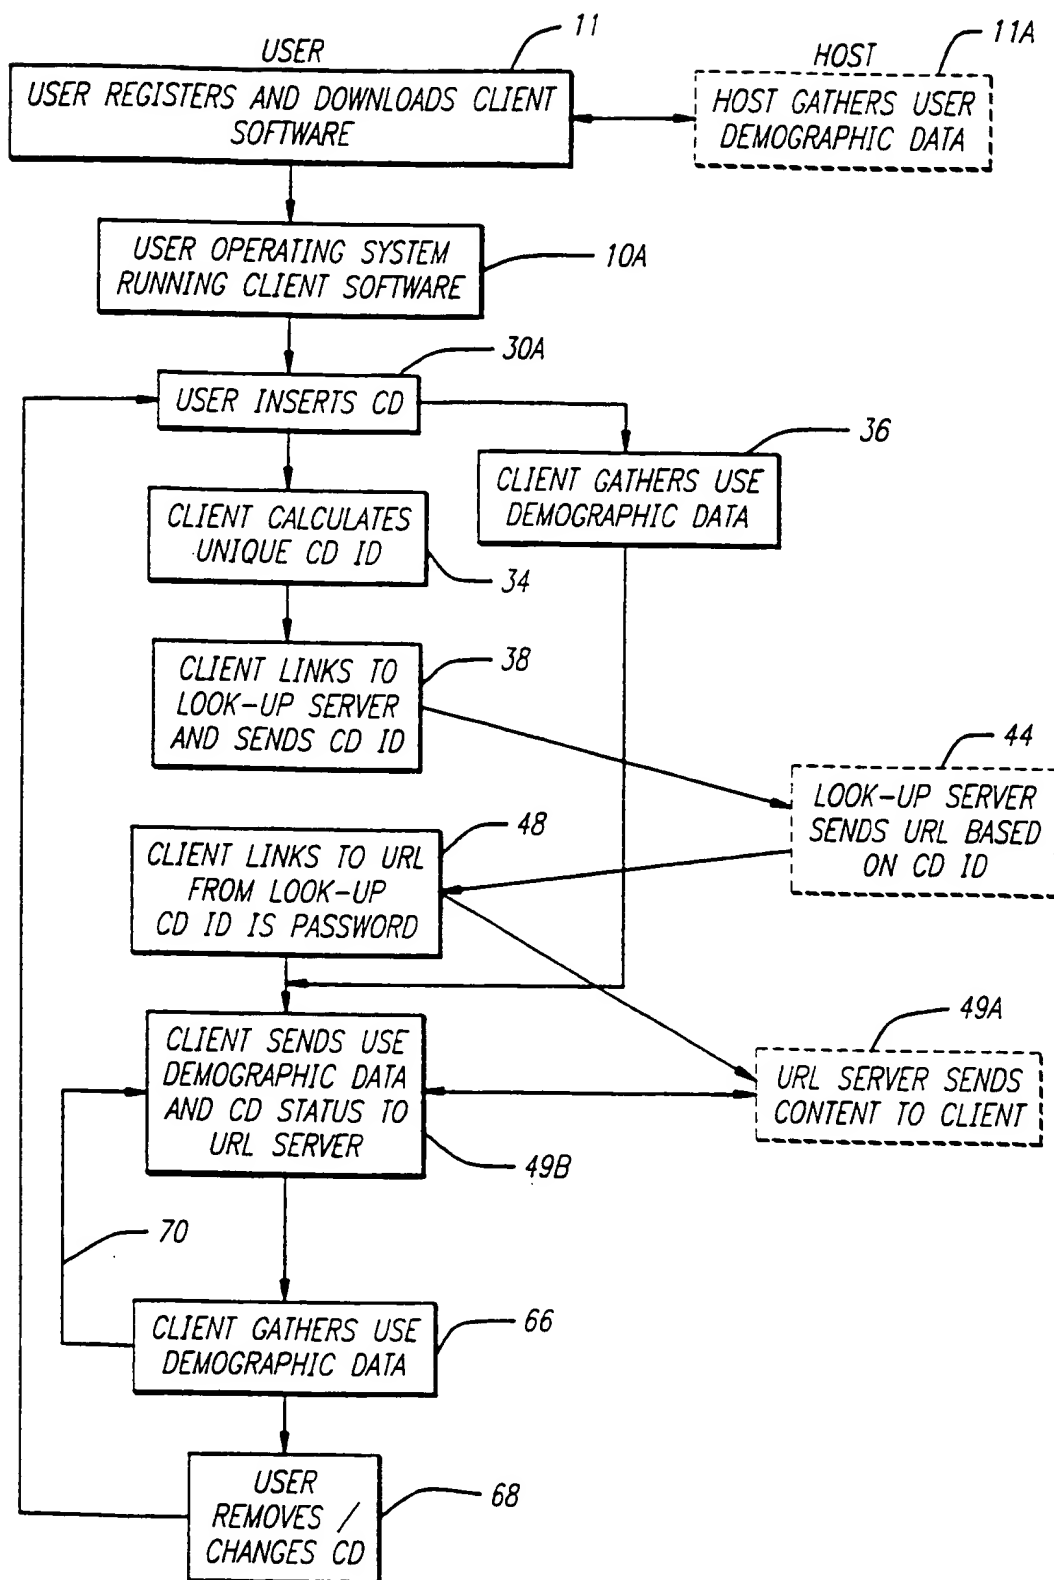 11
11A
USER
HOST
USER REGISTERS AND DOWNLOADS CLIENT
SOFTWARE
HOST GATHERS USER
DEMOGRAPHIC DATA
USER OPERATING SYSTEM
RUNNING CLIENT SOFTWARE
10A
30A
USER INSERTS CD
36
CLIENT GATHERS USE
DEMOGRAPHIC DATA
CLIENT CALCULATES
UNIQUE CD ID
34
CLIENT LINKS TO
LOOK-UP SERVER
AND SENDS CD ID
38
44
LOOK-UP SERVER
SENDS URL BASED
ON CD ID
48
CLIENT LINKS TO URL
FROM LOOK-UP
CD ID IS PASSWORD
49A
CLIENT SENDS USE
DEMOGRAPHIC DATA
AND CD STATUS TO
URL SERVER
URL SERVER SENDS
CONTENT TO CLIENT
49B
70
CLIENT GATHERS USE
DEMOGRAPHIC DATA
66
USER
REMOVES /
CHANGES CD
68